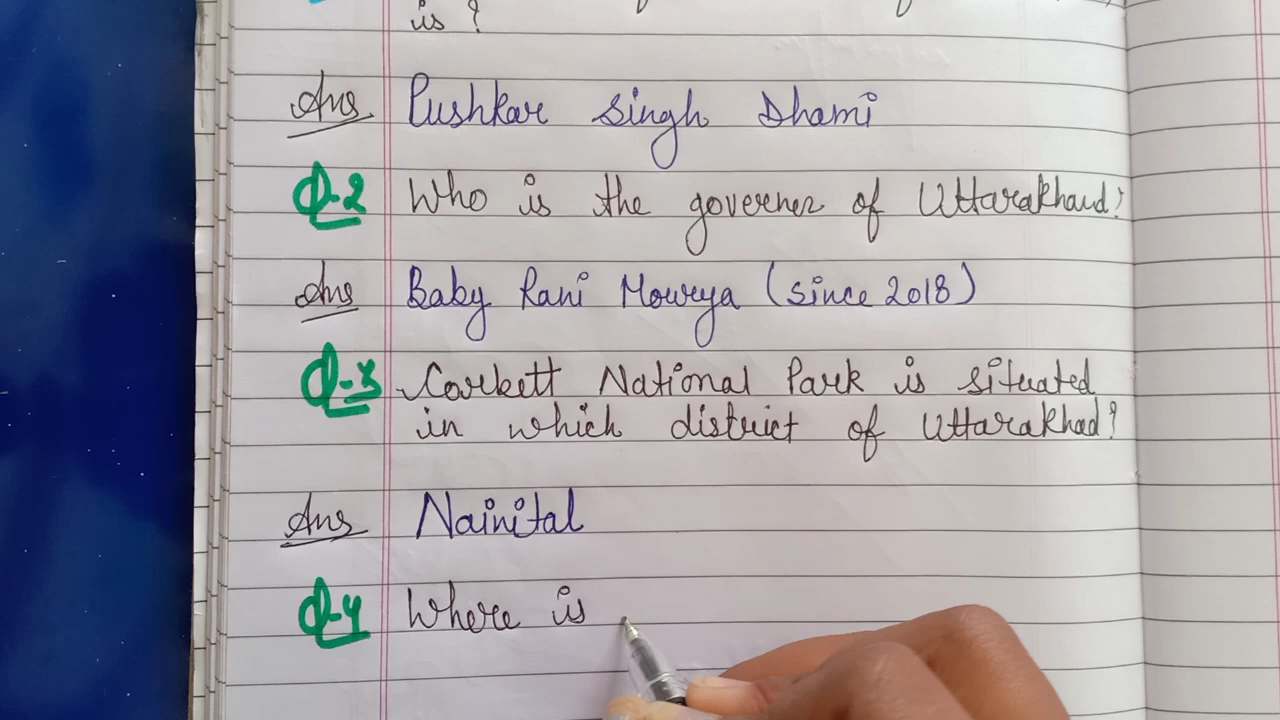 is?
Ans Pushkar Singh Dhami
Q-2 Who is the governer of Uttarakhand?
Ans Baby Rani Mowrya (since 2018)
Q-3 Corbett National Park is situated
in which district of Uttarakhad?
Ans Nainital
Q-4 Where is